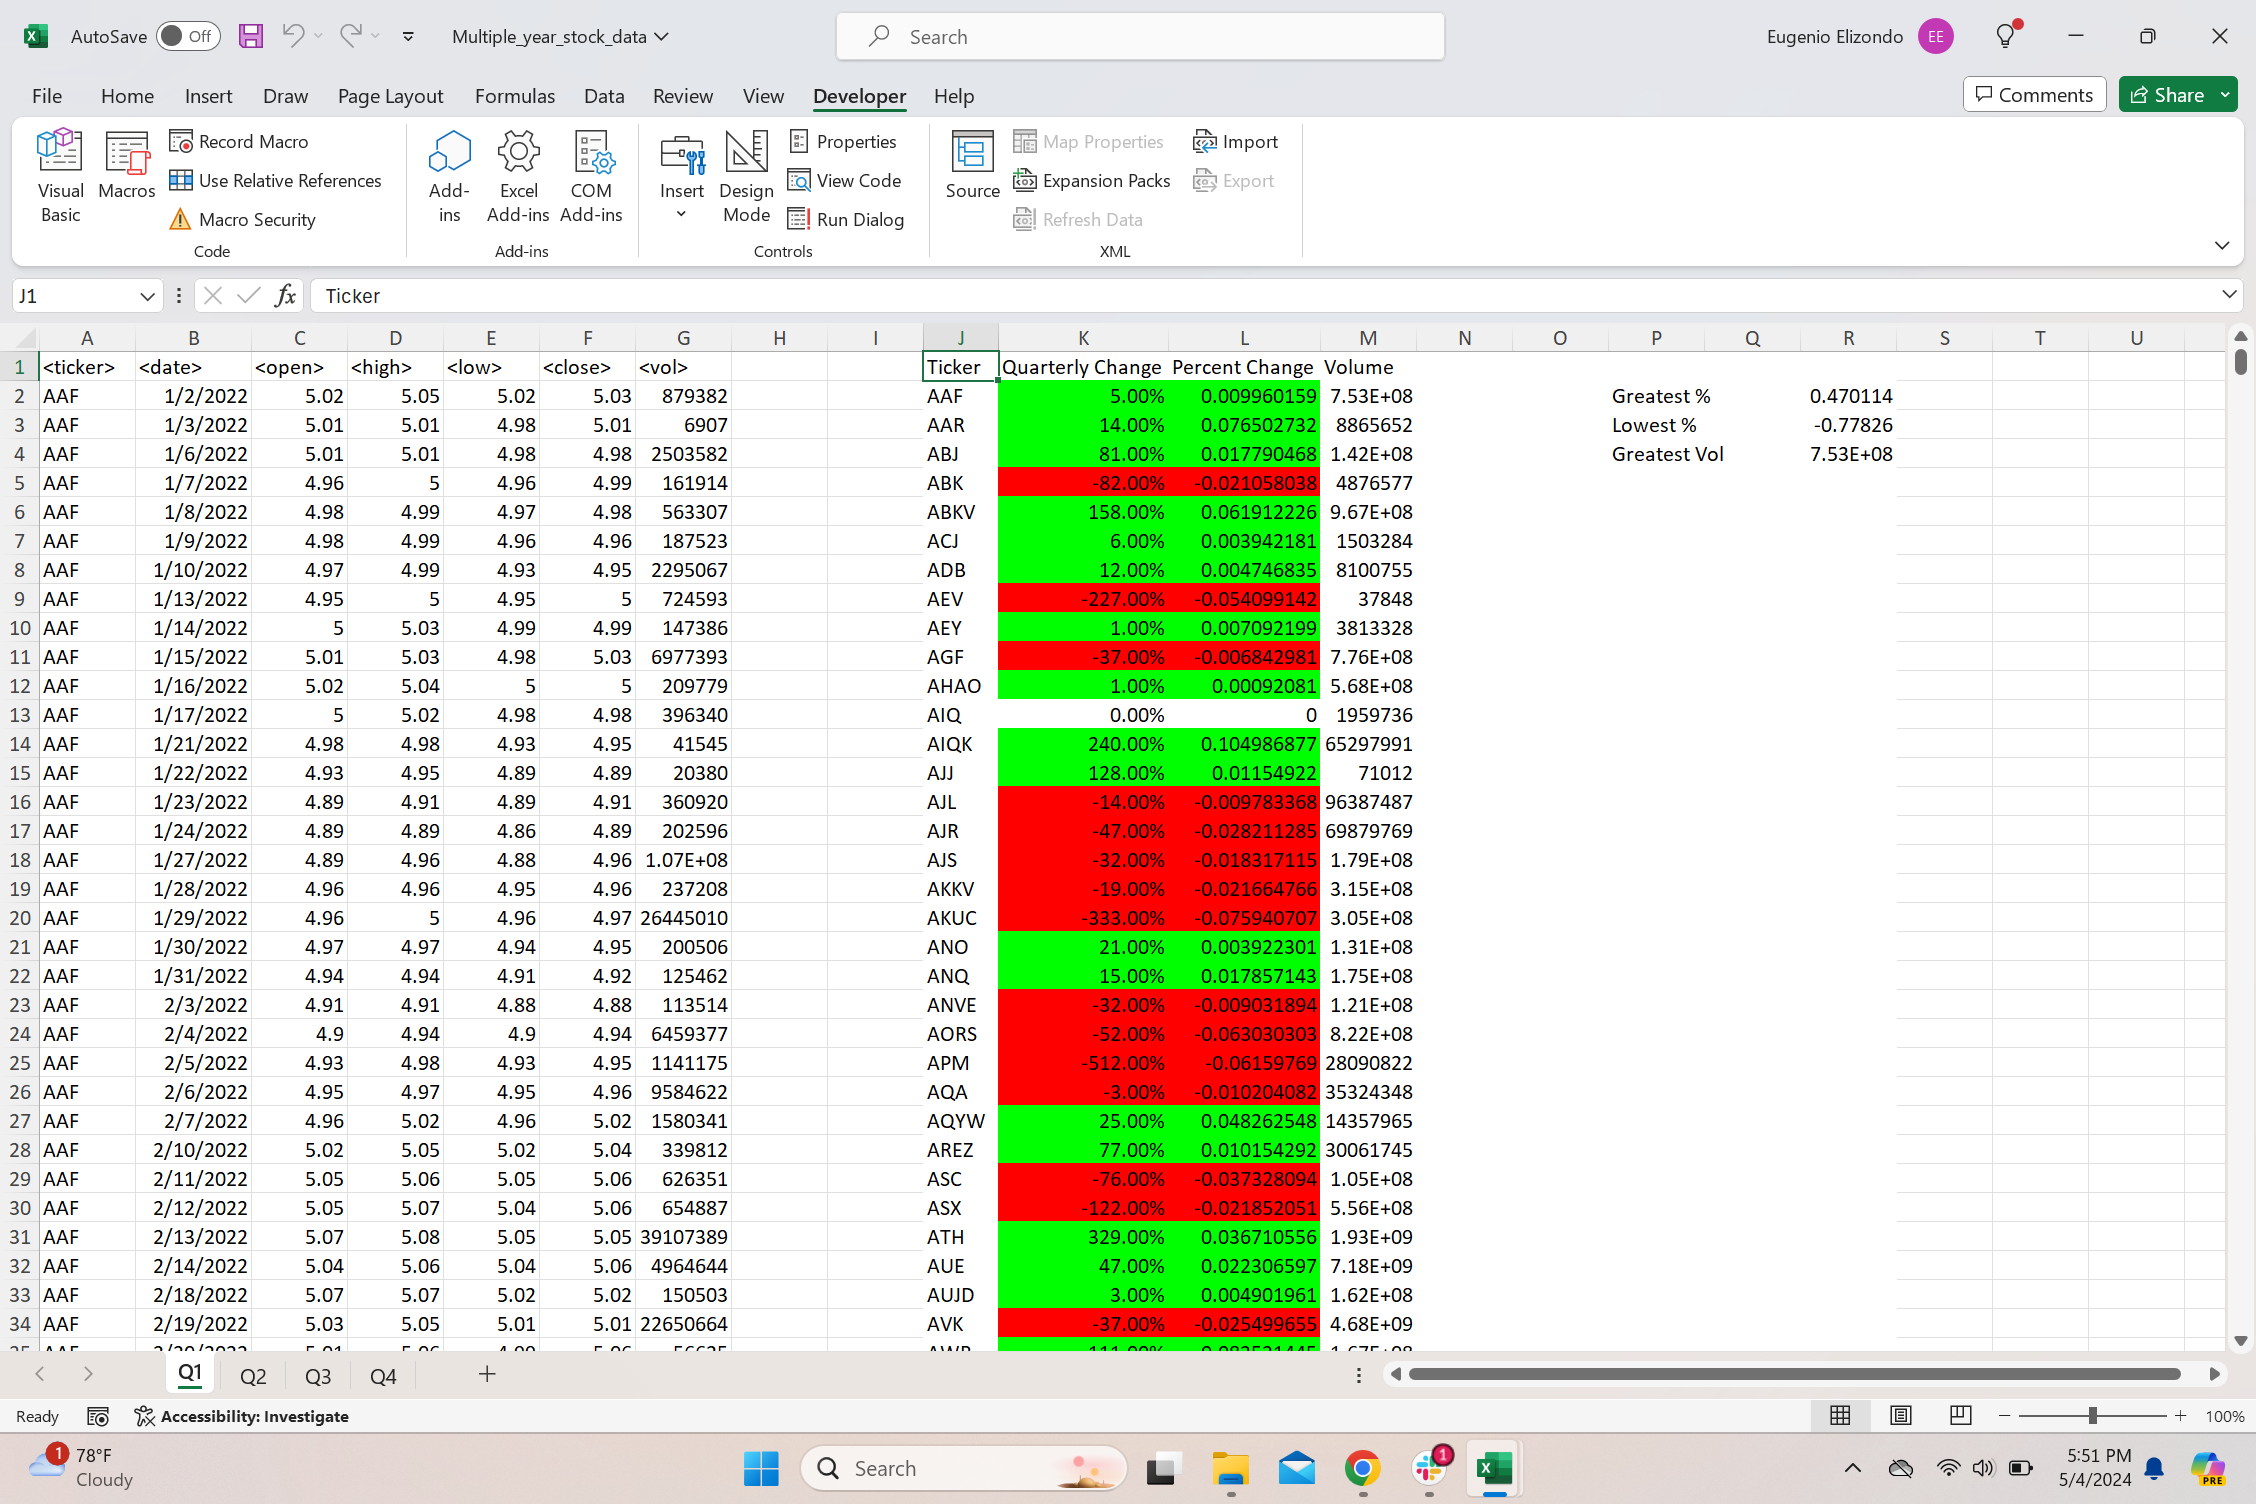 AutoSave Off Multiple_year_stock_data Search Eugenio Elizondo EE
File Home Insert Draw Page Layout Formulas Data Review View Developer Help Comments Share
Visual Basic
Macros
Record Macro
Use Relative References
Macro Security
Code
Add-ins
Excel Add-ins
COM Add-ins
Add-ins
Insert
Design Mode
Properties
View Code
Run Dialog
Controls
Source
Map Properties
Expansion Packs
Refresh Data
Import
Export
XML
J1 fx Ticker
A B C D E F G H I J K L M N O P Q R S T U
1 <ticker> <date> <open> <high> <low> <close> <vol> Ticker Quarterly Change Percent Change Volume
2 AAF 1/2/2022 5.02 5.05 5.02 5.03 879382 AAF 5.00% 0.009960159 7.53E+08 Greatest % 0.470114
3 AAF 1/3/2022 5.01 5.01 4.98 5.01 6907 AAR 14.00% 0.076502732 8865652 Lowest % -0.77826
4 AAF 1/6/2022 5.01 5.01 4.98 4.98 2503582 ABJ 81.00% 0.017790468 1.42E+08 Greatest Vol 7.53E+08
5 AAF 1/7/2022 4.96 5 4.96 4.99 161914 ABK -82.00% -0.021058038 4876577
6 AAF 1/8/2022 4.98 4.99 4.97 4.98 563307 ABKV 158.00% 0.061912226 9.67E+08
7 AAF 1/9/2022 4.98 4.99 4.96 4.96 187523 ACJ 6.00% 0.003942181 1503284
8 AAF 1/10/2022 4.97 4.99 4.93 4.95 2295067 ADB 12.00% 0.004746835 8100755
9 AAF 1/13/2022 4.95 5 4.95 5 724593 AEV -227.00% -0.054099142 37848
10 AAF 1/14/2022 5 5.03 4.99 4.99 147386 AEY 1.00% 0.007092199 3813328
11 AAF 1/15/2022 5.01 5.03 4.98 5.03 6977393 AGF -37.00% -0.006842981 7.76E+08
12 AAF 1/16/2022 5.02 5.04 5 5 209779 AHAO 1.00% 0.00092081 5.68E+08
13 AAF 1/17/2022 5 5.02 4.98 4.98 396340 AIQ 0.00% 0 1959736
14 AAF 1/21/2022 4.98 4.98 4.93 4.95 41545 AIQK 240.00% 0.104986877 65297991
15 AAF 1/22/2022 4.93 4.95 4.89 4.89 20380 AJJ 128.00% 0.01154922 71012
16 AAF 1/23/2022 4.89 4.91 4.89 4.91 360920 AJL -14.00% -0.009783368 96387487
17 AAF 1/24/2022 4.89 4.89 4.86 4.89 202596 AJR -47.00% -0.028211285 69879769
18 AAF 1/27/2022 4.89 4.96 4.88 4.96 1.07E+08 AJS -32.00% -0.018317115 1.79E+08
19 AAF 1/28/2022 4.96 4.96 4.95 4.96 237208 AKKV -19.00% -0.021664766 3.15E+08
20 AAF 1/29/2022 4.96 5 4.96 4.97 26445010 AKUC -333.00% -0.075940707 3.05E+08
21 AAF 1/30/2022 4.97 4.97 4.94 4.95 200506 ANO 21.00% 0.003922301 1.31E+08
22 AAF 1/31/2022 4.94 4.94 4.91 4.92 125462 ANQ 15.00% 0.017857143 1.75E+08
23 AAF 2/3/2022 4.91 4.91 4.88 4.88 113514 ANVE -32.00% -0.009031894 1.21E+08
24 AAF 2/4/2022 4.9 4.94 4.9 4.94 6459377 AORS -52.00% -0.063030303 8.22E+08
25 AAF 2/5/2022 4.93 4.98 4.93 4.95 1141175 APM -512.00% -0.06159769 28090822
26 AAF 2/6/2022 4.95 4.97 4.95 4.96 9584622 AQA -3.00% -0.010204082 35324348
27 AAF 2/7/2022 4.96 5.02 4.96 5.02 1580341 AQYW 25.00% 0.048262548 14357965
28 AAF 2/10/2022 5.02 5.05 5.02 5.04 339812 AREZ 77.00% 0.010154292 30061745
29 AAF 2/11/2022 5.05 5.06 5.05 5.06 626351 ASC -76.00% -0.037328094 1.05E+08
30 AAF 2/12/2022 5.05 5.07 5.04 5.06 654887 ASX -122.00% -0.021852051 5.56E+08
31 AAF 2/13/2022 5.07 5.08 5.05 5.05 39107389 ATH 329.00% 0.036710556 1.93E+09
32 AAF 2/14/2022 5.04 5.06 5.04 5.06 4964644 AUE 47.00% 0.022306597 7.18E+09
33 AAF 2/18/2022 5.07 5.07 5.02 5.02 150503 AUJD 3.00% 0.004901961 1.62E+08
34 AAF 2/19/2022 5.03 5.05 5.01 5.01 22650664 AVK -37.00% -0.025499655 4.68E+09
Q1 Q2 Q3 Q4
Ready Accessibility: Investigate 100%
1 78°F Cloudy Search 1 5:51 PM
5/4/2024 PRE